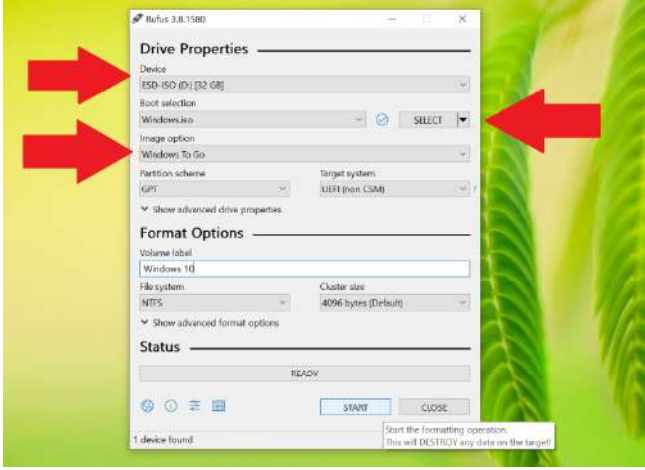 Rufus 3.8.1580
Drive Properties
Device
ESD-ISO (D:) [32 GB]
Boot selection
Windows.iso
SELECT
Image option
Windows To Go
Partition scheme
Target system
GPT
UEFI (non CSM)
Show advanced drive properties
Format Options
Volume label
Windows 10
File system
Cluster size
NTFS
4096 bytes (Default)
Show advanced format options
Status
READY
START
CLOSE
Start the formatting operation.
This will DESTROY any data on the target!
1 device found